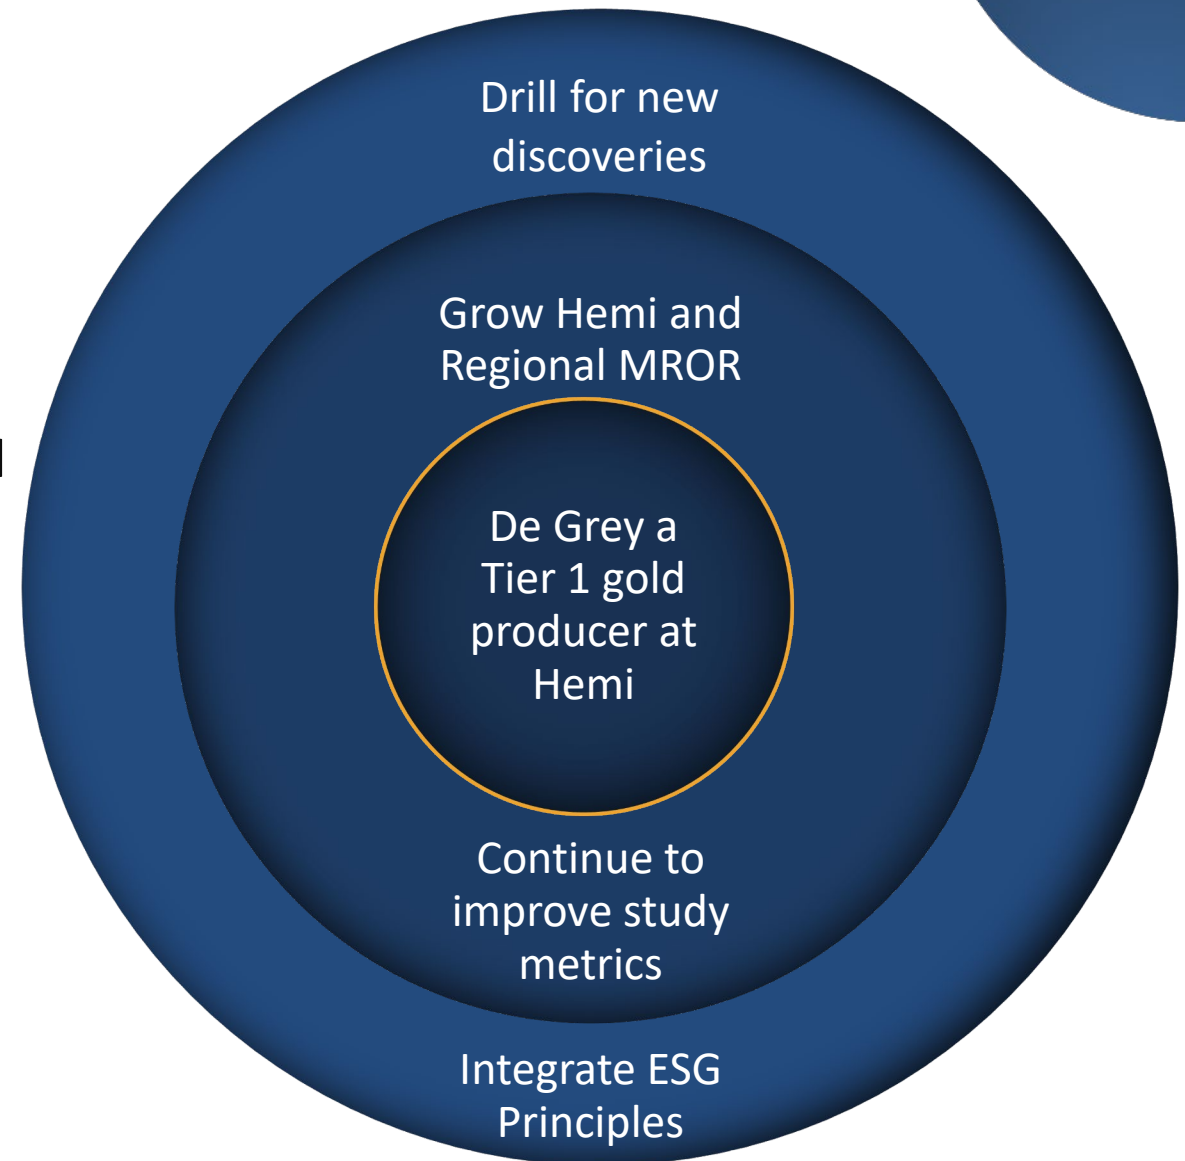 Drill for new
discoveries
Grow Hemi and
Regional MROR
De Grey a
Tier 1 gold
producer at
Hemi
Continue to
improve study
metrics
Integrate ESG
Principles